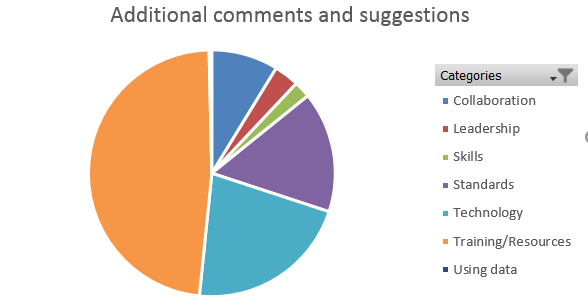 Additional comments and suggestions
Categories
Collaboration
Leadership
Skills
Standards
Technology
Training/Resources
Using data